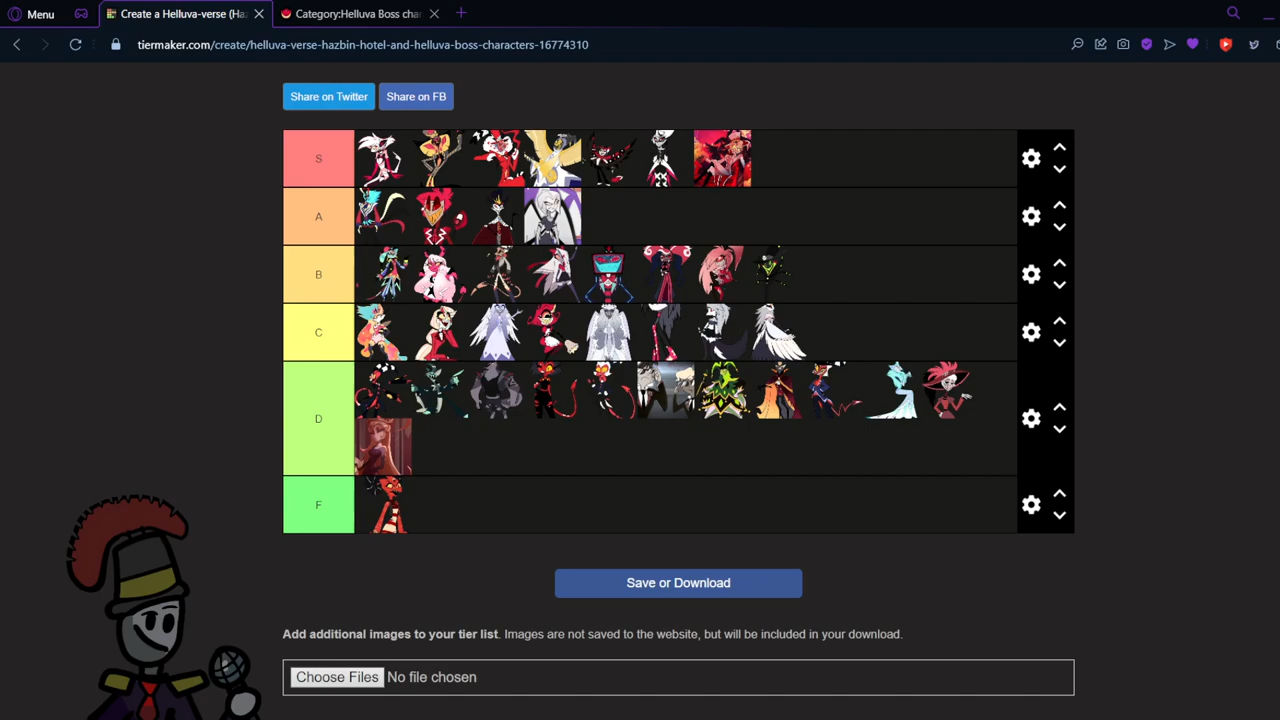 Menu
Create a Helluva-verse (Haz
Category:Helluva Boss cha
tiermaker.com/create/helluva-verse-hazbin-hotel-and-helluva-boss-characters-16774310
Share on Twitter
Share on FB
S
A
B
C
D
F
Save or Download
Add additional images to your tier list. Images are not saved to the website, but will be included in your download.
Choose Files No file chosen